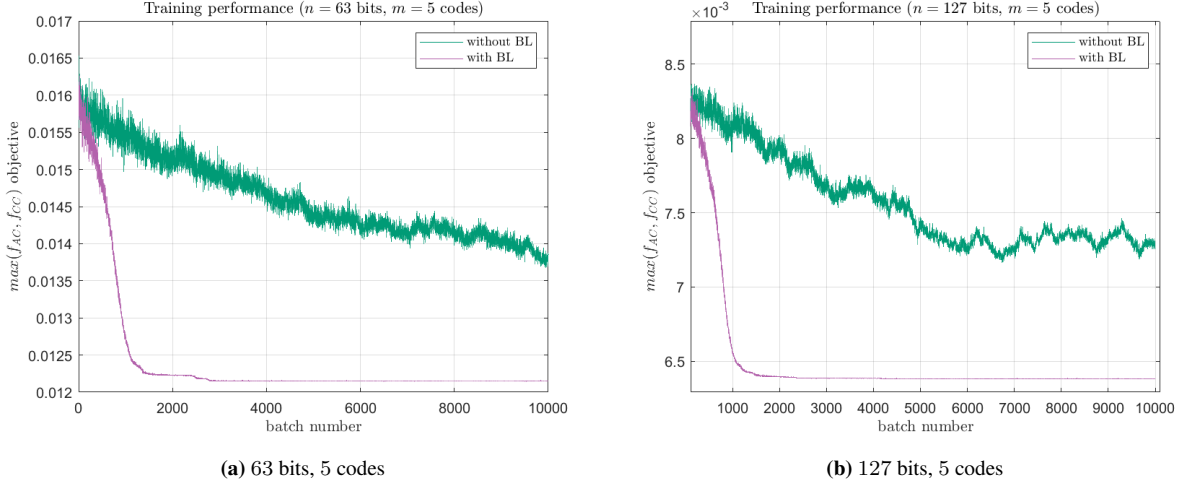 Training performance (n = 63 bits, m = 5 codes)
0.017
0.0165
0.016
0.0155
0.015
0.0145
0.014
0.0135
0.013
0.0125
0.012
max(f_AC, f_CC) objective
without BL
with BL
0
2000
4000
6000
8000
10000
batch number
(a) 63 bits, 5 codes
Training performance (n = 127 bits, m = 5 codes)
×10⁻³
8.5
8
7.5
7
6.5
max(f_AC, f_CC) objective
without BL
with BL
1000
2000
3000
4000
5000
6000
7000
8000
9000
10000
batch number
(b) 127 bits, 5 codes